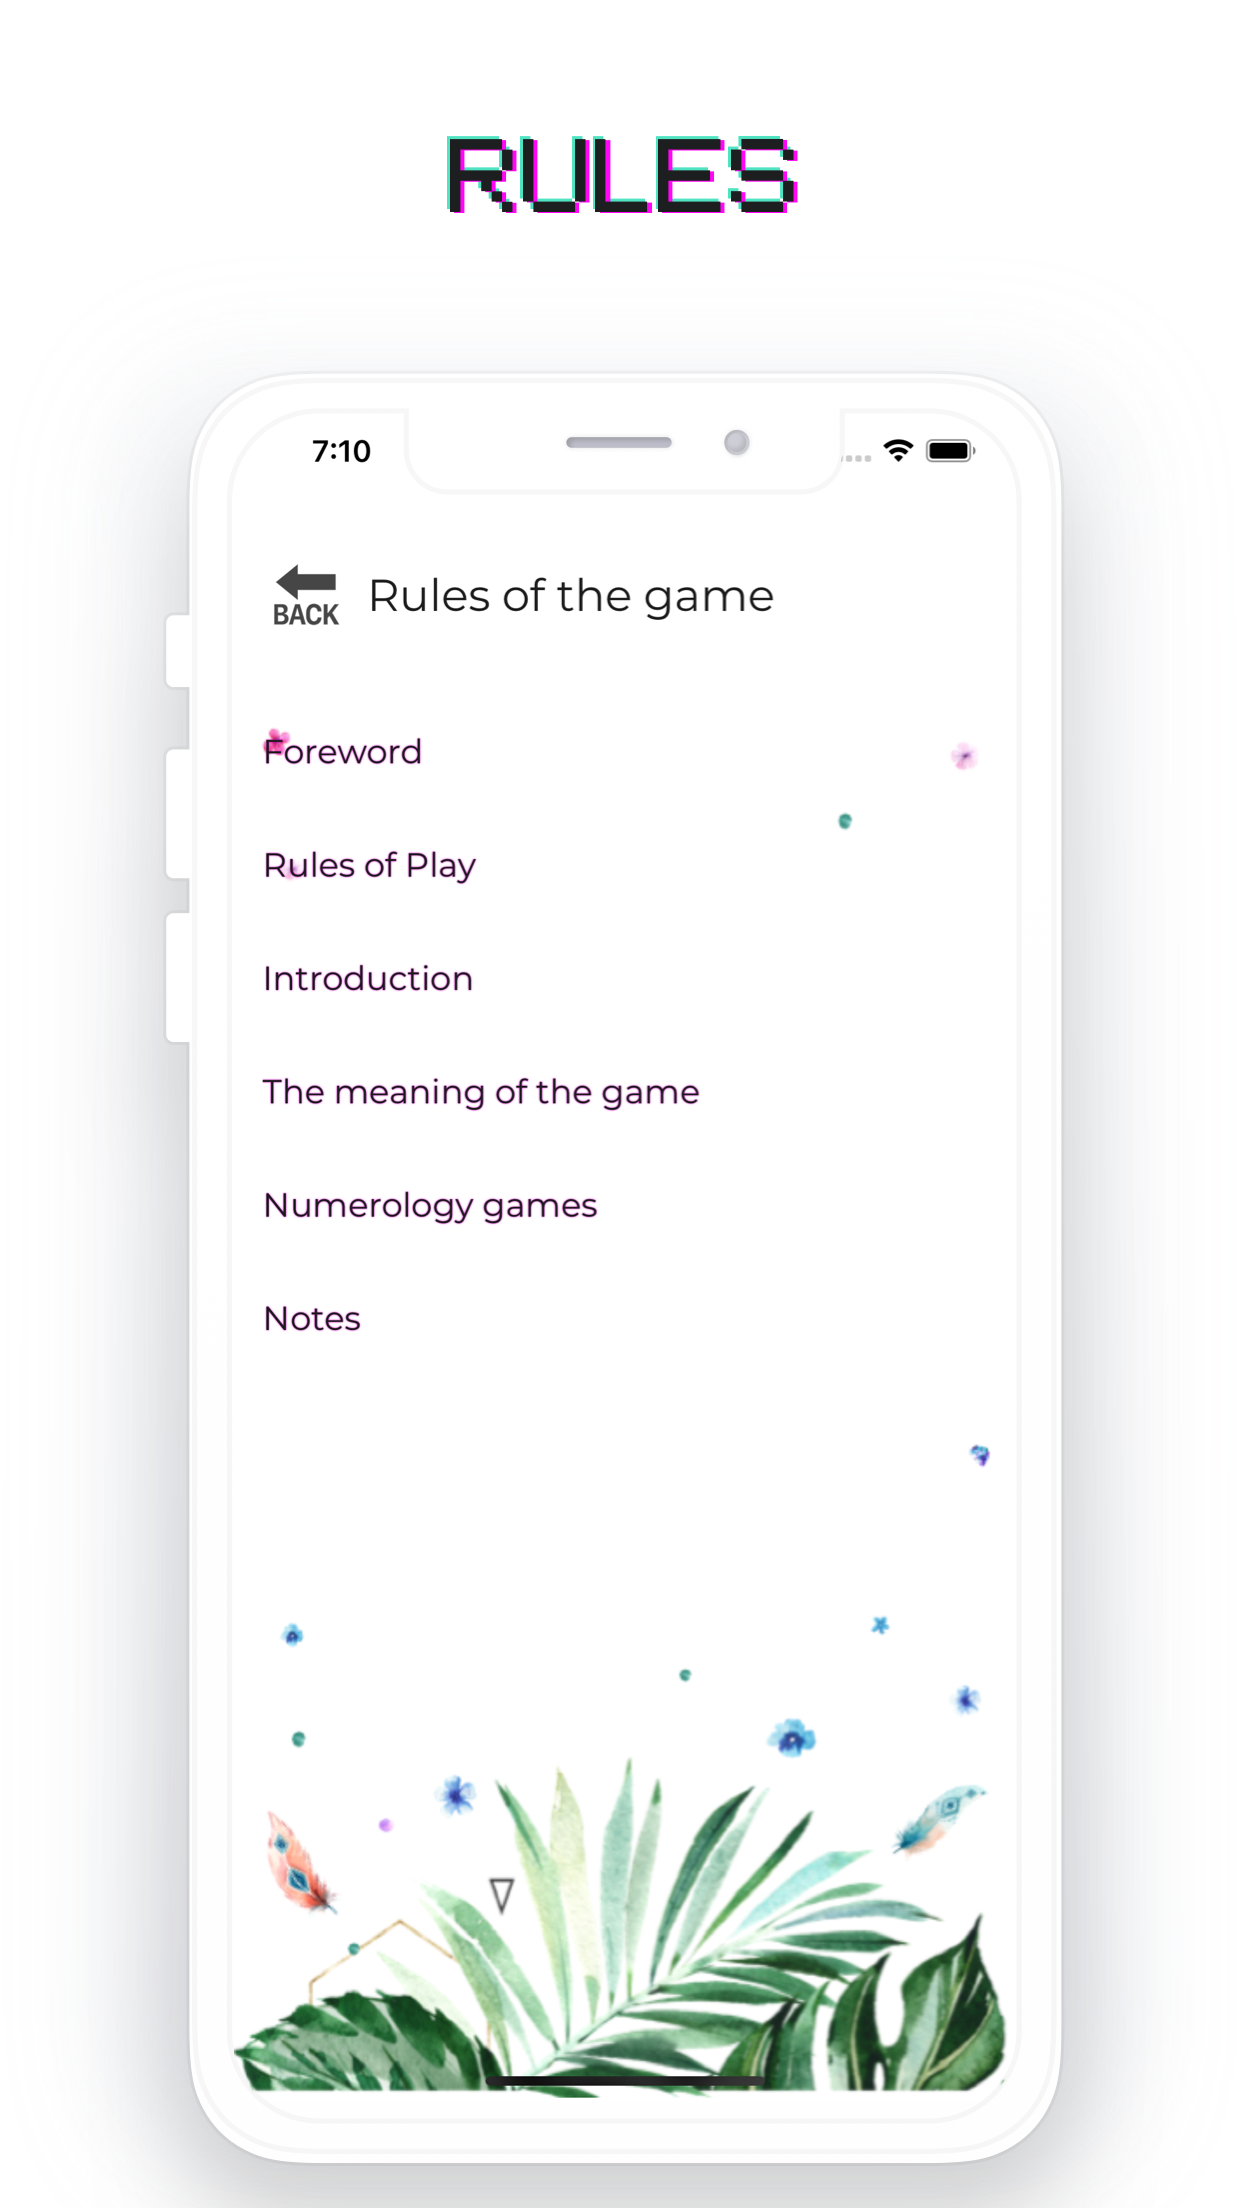 RULES
7:10
BACK
Rules of the game
Foreword
Rules of Play
Introduction
The meaning of the game
Numerology games
Notes